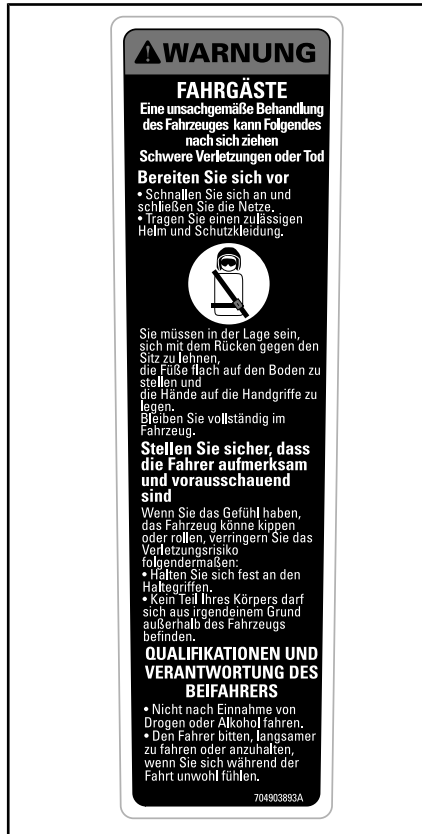 WARNUNG
FAHRGÄSTE
Eine unsachgemäße Behandlung
des Fahrzeuges kann Folgendes
nach sich ziehen
Schwere Verletzungen oder Tod
Bereiten Sie sich vor
• Schnallen Sie sich an und
schließen Sie die Netze.
• Tragen Sie einen zulässigen
Helm und Schutzkleidung.
Sie müssen in der Lage sein,
sich mit dem Rücken gegen den
Sitz zu lehnen,
die Füße flach auf den Boden zu
stellen und
die Hände auf die Handgriffe zu
legen.
Bleiben Sie vollständig im
Fahrzeug.
Stellen Sie sicher, dass
die Fahrer aufmerksam
und vorausschauend
sind
Wenn Sie das Gefühl haben,
das Fahrzeug könne kippen
oder rollen, verringern Sie das
Verletzungsrisiko
folgendermaßen:
• Halten Sie sich fest an den
Haltegriffen.
• Kein Teil Ihres Körpers darf
sich aus irgendeinem Grund
außerhalb des Fahrzeugs
befinden.
QUALIFIKATIONEN UND
VERANTWORTUNG DES
BEIFAHRERS
• Nicht nach Einnahme von
Drogen oder Alkohol fahren.
• Den Fahrer bitten, langsamer
zu fahren oder anzuhalten,
wenn Sie sich während der
Fahrt unwohl fühlen.
704903893A